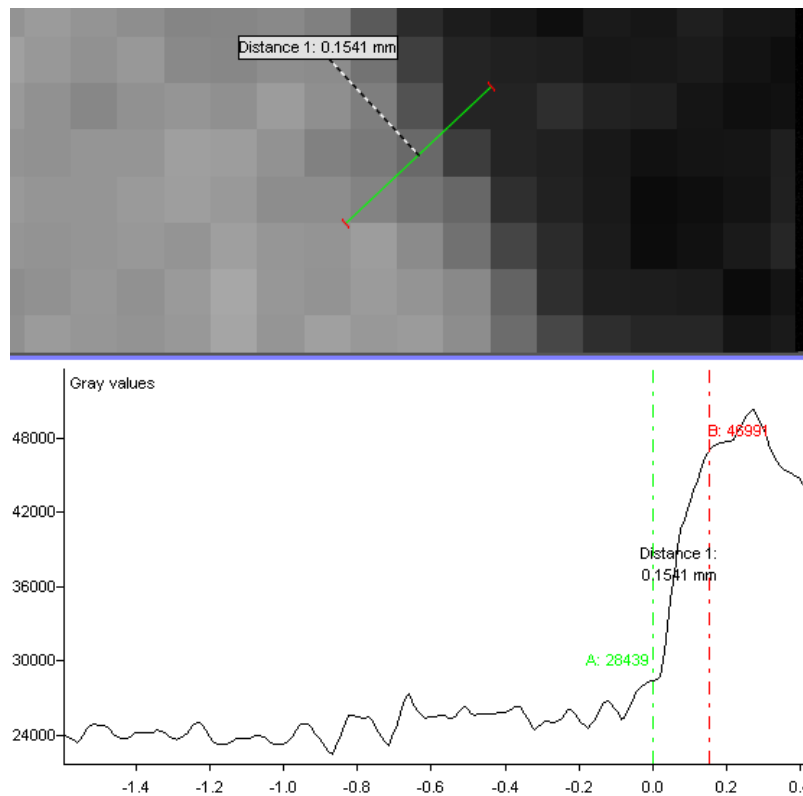 Distance 1: 0.1541 mm
Gray values
48000
B: 46991
42000
Distance 1:
0.1541 mm
36000
A: 28439
30000
24000
-1.4 -1.2 -1.0 -0.8 -0.6 -0.4 -0.2 0.0 0.2